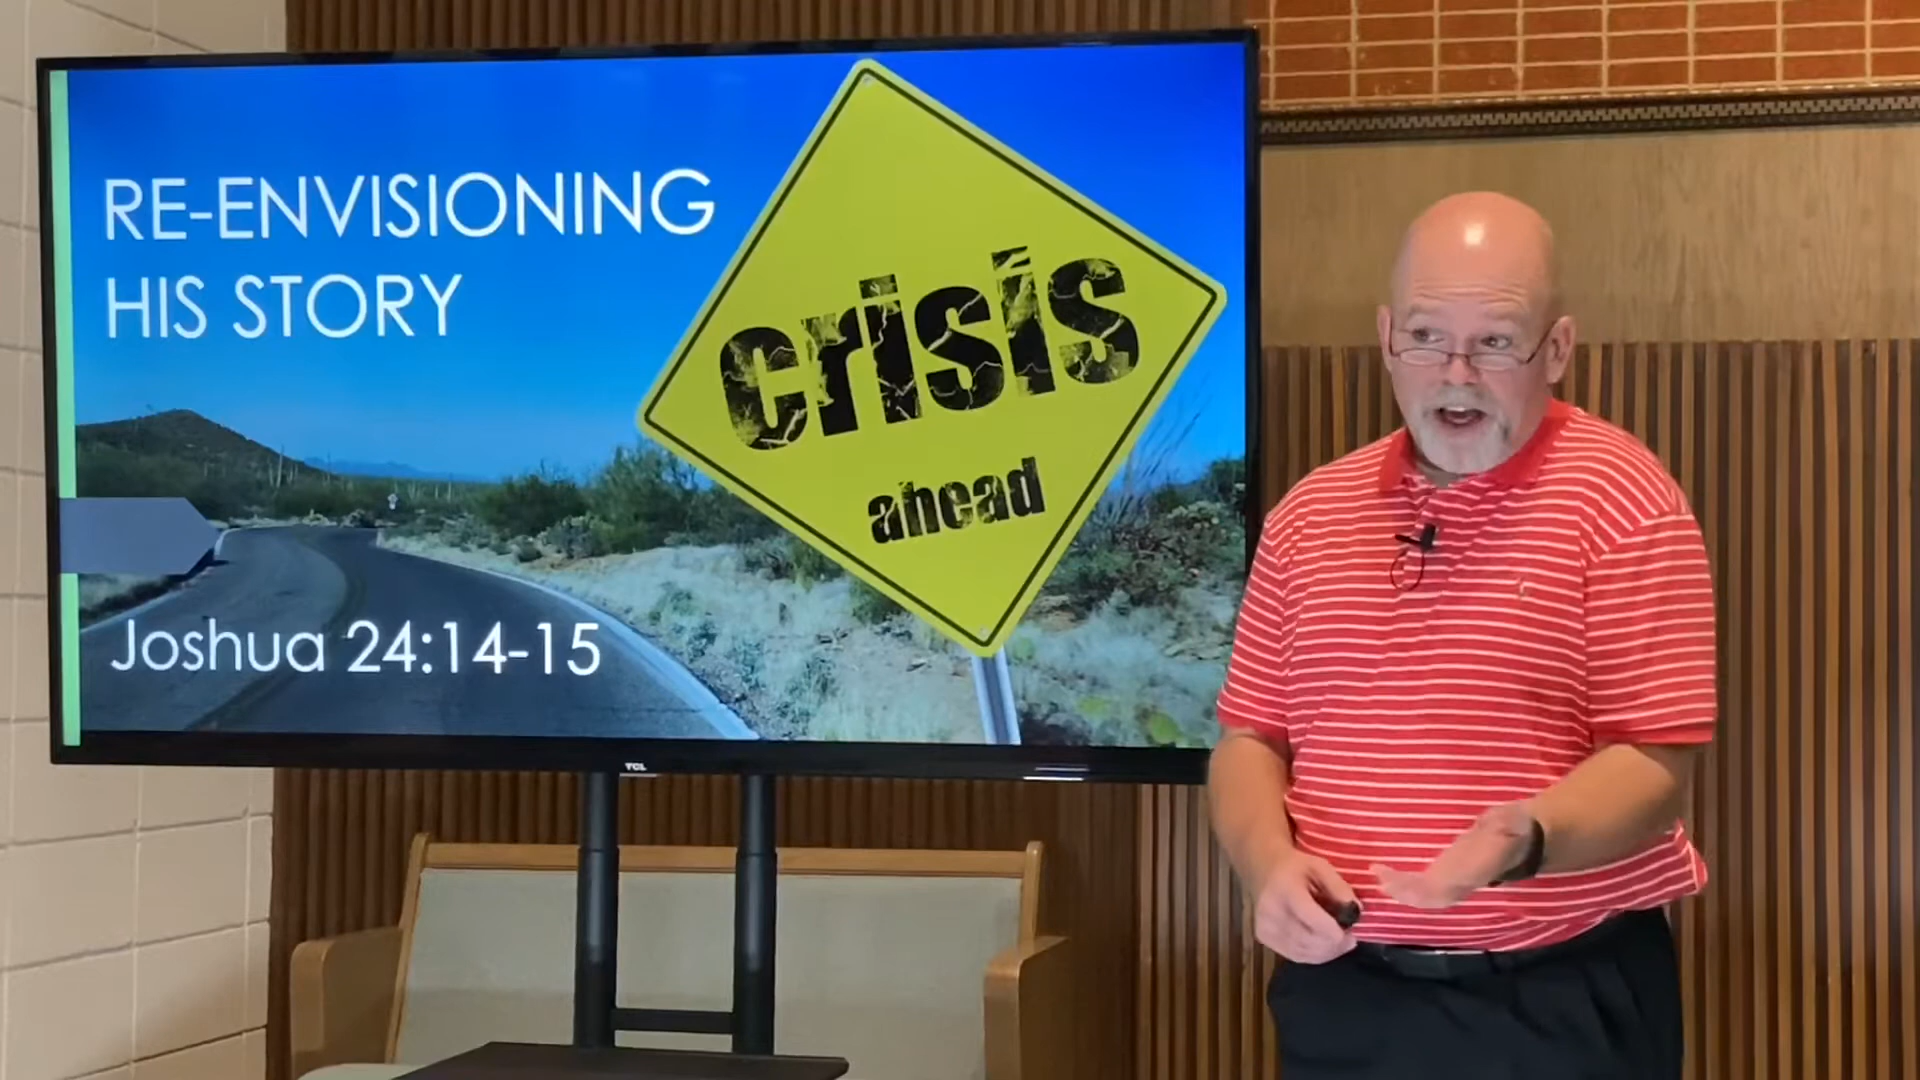 RE-ENVISIONING
HIS STORY
crisis
ahead
Joshua 24:14-15
TCL